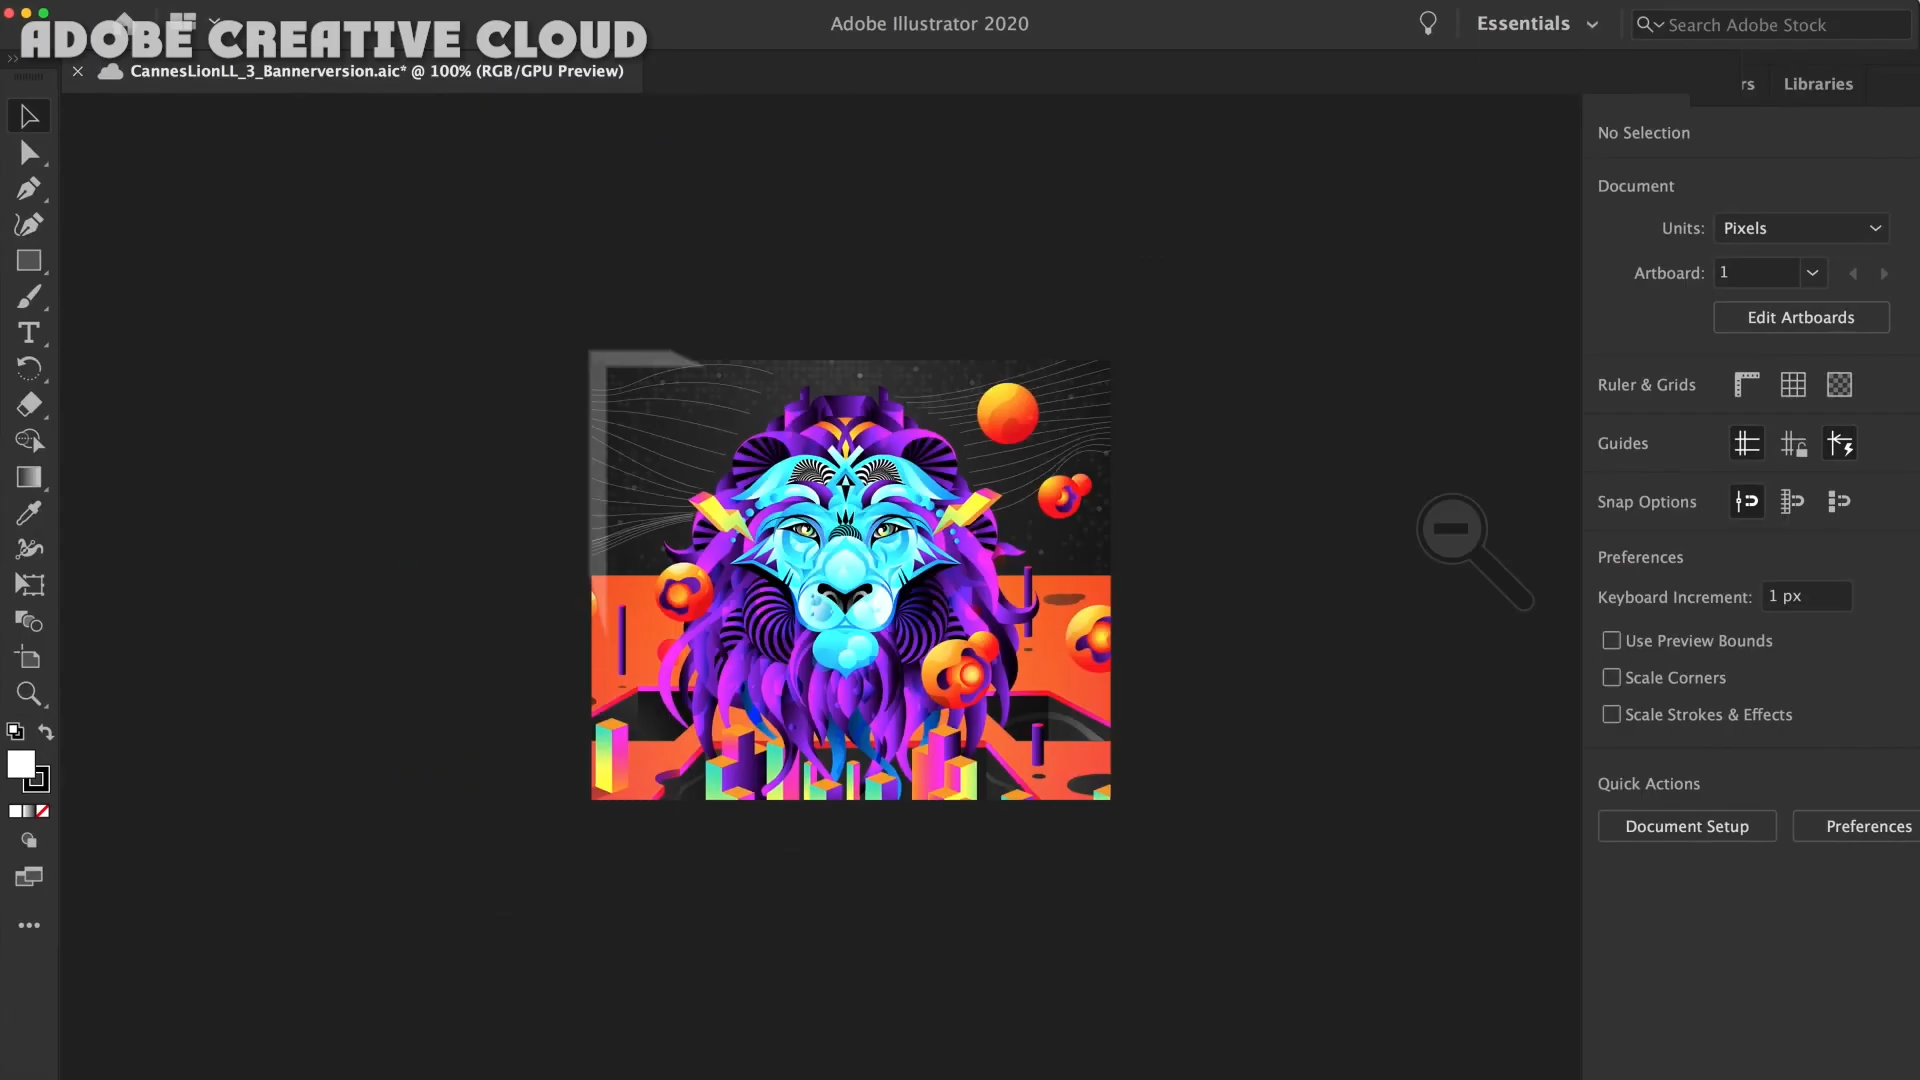 ADOBE CREATIVE CLOUD
Adobe Illustrator 2020
Essentials
Search Adobe Stock
CannesLionLL_3_Bannerversion.aic* @ 100% (RGB/GPU Preview)
rs
Libraries
No Selection
Document
Units: Pixels
Artboard: 1
Edit Artboards
Ruler & Grids
Guides
Snap Options
Preferences
Keyboard Increment: 1 px
Use Preview Bounds
Scale Corners
Scale Strokes & Effects
Quick Actions
Document Setup
Preferences